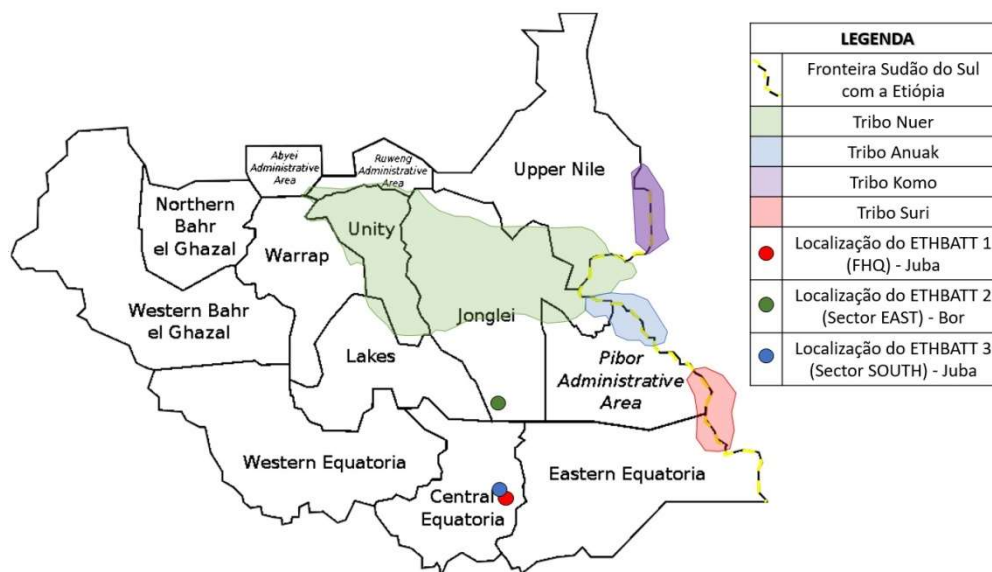 Upper Nile
Abyei
Administrative
Area
Ruweng
Administrative
Area
Northern
Bahr
el Ghazal
Unity
Warrap
Western Bahr
el Ghazal
Jonglei
Lakes
Pibor
Administrative
Area
Western Equatoria
Eastern Equatoria
Central
Equatoria
LEGENDA
Fronteira Sudão do Sul
com a Etiópia
Tribo Nuer
Tribo Anuak
Tribo Komo
Tribo Suri
Localização do ETHBATT 1
(FHQ) - Juba
Localização do ETHBATT 2
(Sector EAST) - Bor
Localização do ETHBATT 3
(Sector SOUTH) - Juba